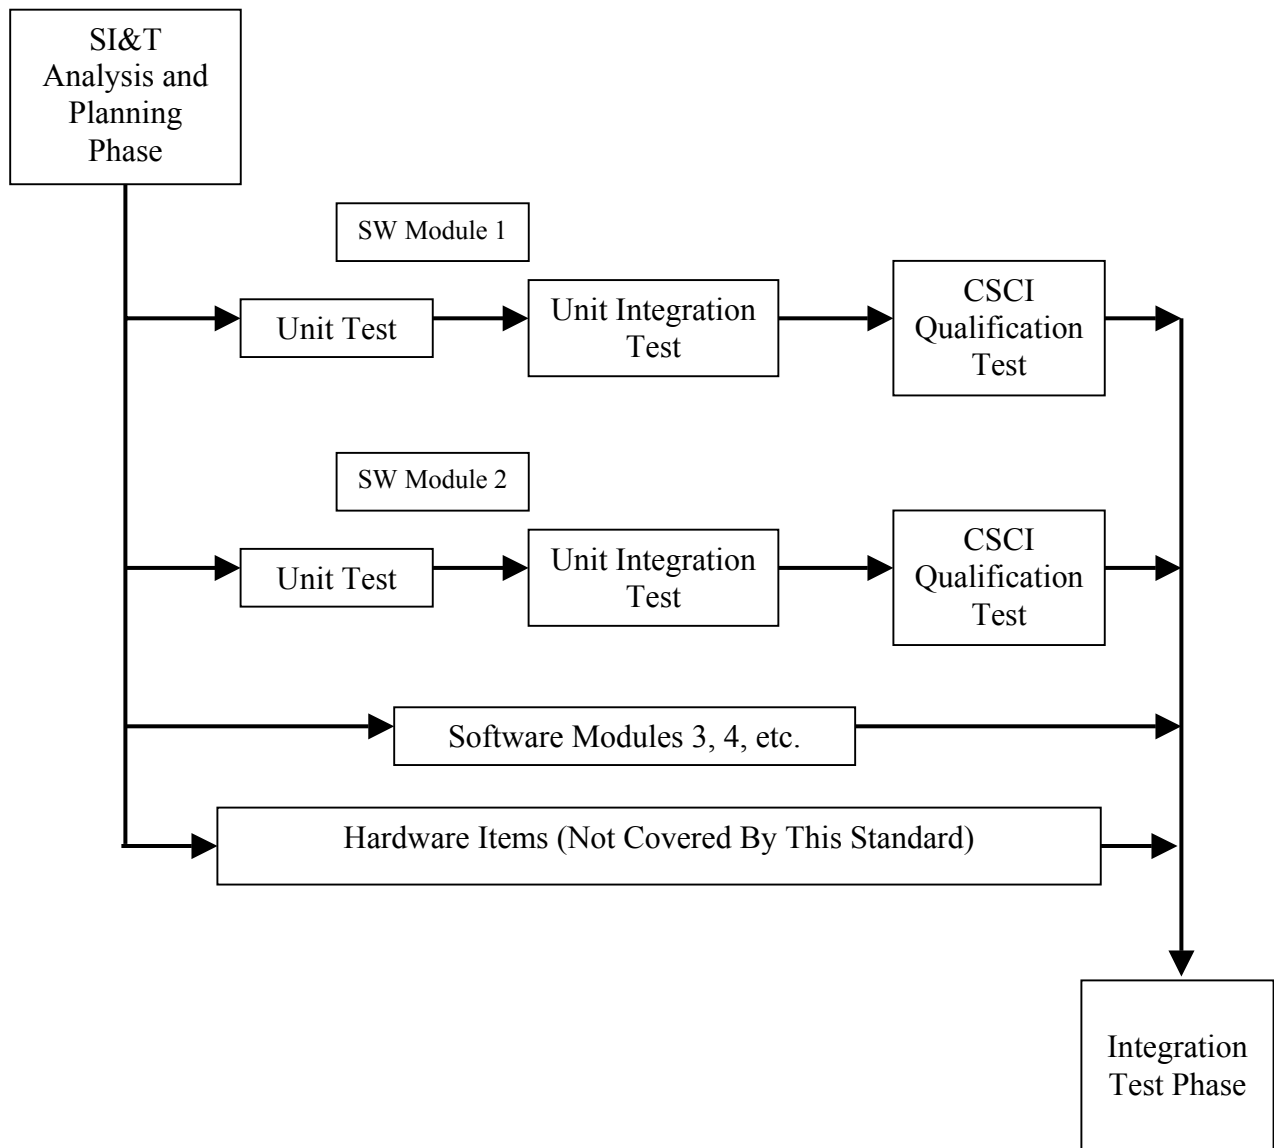 SI&T
Analysis and
Planning
Phase
SW Module 1
Unit Test
Unit Integration
Test
CSCI
Qualification
Test
SW Module 2
Unit Test
Unit Integration
Test
CSCI
Qualification
Test
Software Modules 3, 4, etc.
Hardware Items (Not Covered By This Standard)
Integration
Test Phase